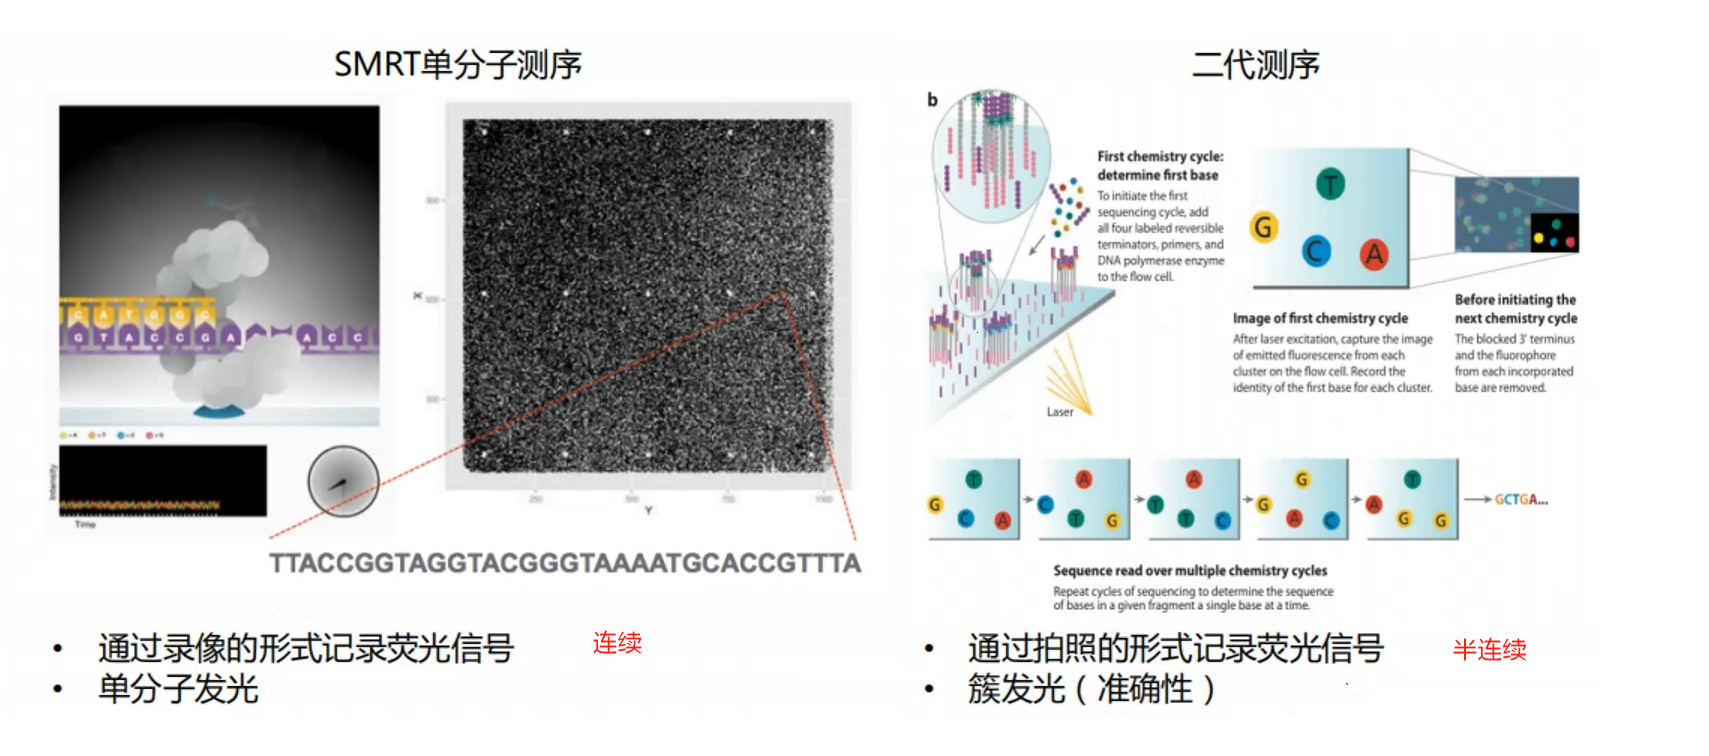 SMRT单分子测序
C A T G G C
G T A C C G A A C C
=A =T =C =G
Intensity
Time
X
Y
250
500
750
1000
TTACCGGTAGGTACGGGTAAAATGCACCGTTTA
• 通过录像的形式记录荧光信号 连续
• 单分子发光
二代测序
b
First chemistry cycle:
determine first base
To initiate the first
sequencing cycle, add
all four labeled reversible
terminators, primers, and
DNA polymerase enzyme
to the flow cell.
Laser
T
G
C A
Image of first chemistry cycle
After laser excitation, capture the image
of emitted fluorescence from each
cluster on the flow cell. Record the
identity of the first base for each cluster.
Before initiating the
next chemistry cycle
The blocked 3' terminus
and the fluorophore
from each incorporated
base are removed.
T A A G T
G C T G A
C A T G T C A C G G
GCTGA...
Sequence read over multiple chemistry cycles
Repeat cycles of sequencing to determine the sequence
of bases in a given fragment a single base at a time.
• 通过拍照的形式记录荧光信号 半连续
• 簇发光（准确性）